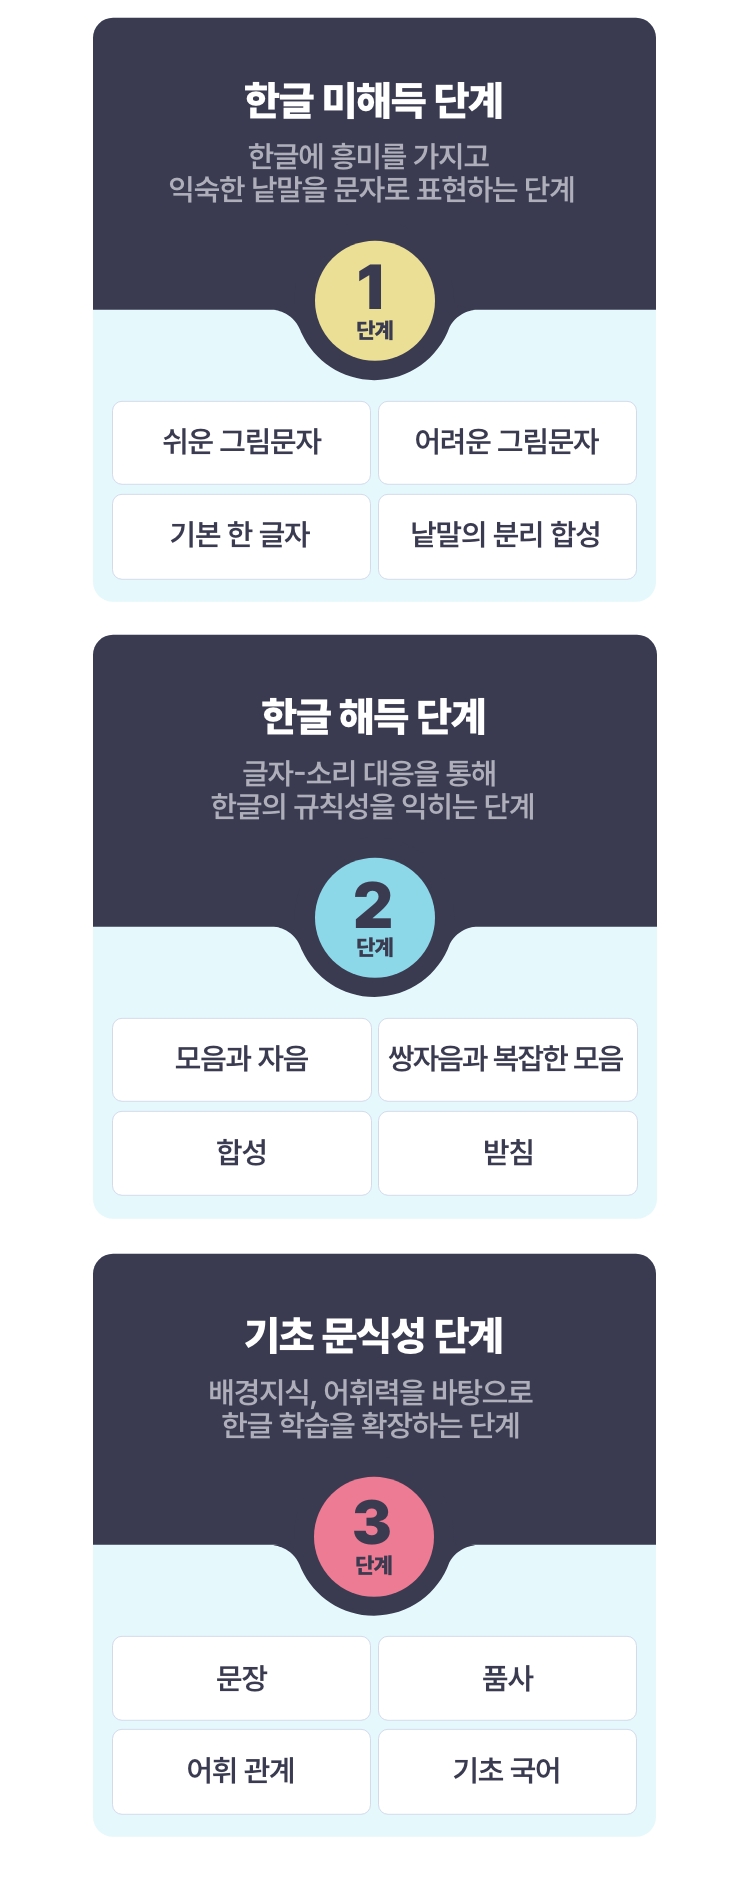 한글 미해득 단계
한글에 흥미를 가지고
익숙한 낱말을 문자로 표현하는 단계
1
단계
쉬운 그림문자
어려운 그림문자
기본 한 글자
낱말의 분리 합성
한글 해득 단계
글자-소리 대응을 통해
한글의 규칙성을 익히는 단계
2
단계
모음과 자음
쌍자음과 복잡한 모음
합성
받침
기초 문식성 단계
배경지식, 어휘력을 바탕으로
한글 학습을 확장하는 단계
3
단계
문장
품사
어휘 관계
기초 국어